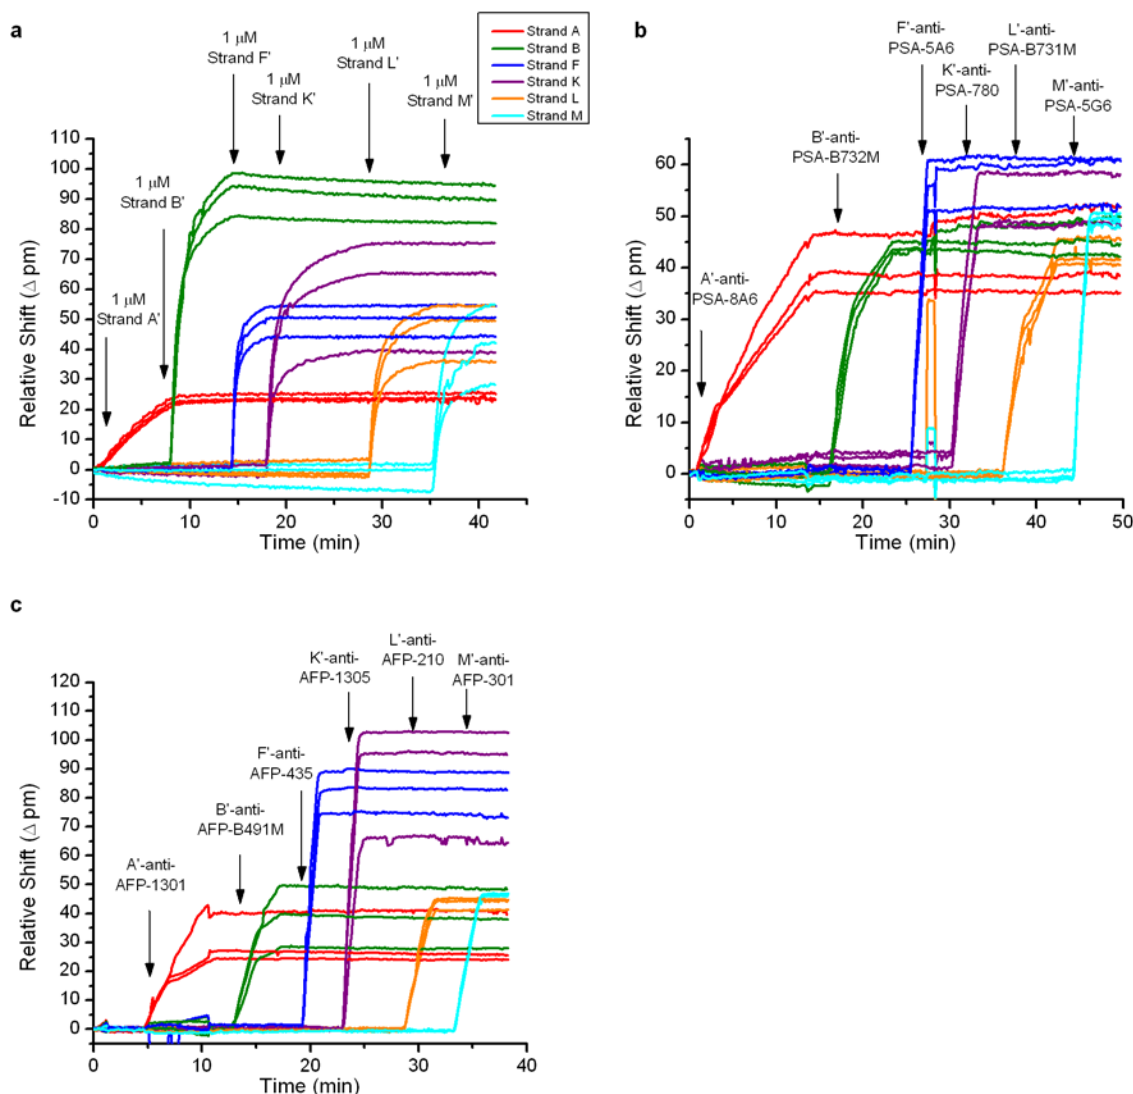 a
1 µM
Strand A'
1 µM
Strand B'
1 µM
Strand F'
1 µM
Strand K'
1 µM
Strand L'
1 µM
Strand M'
Strand A
Strand B
Strand F
Strand K
Strand L
Strand M
110
100
90
80
70
60
50
40
30
20
10
0
-10
Relative Shift (Δ pm)
0
10
20
30
40
Time (min)
b
A'-anti-
PSA-8A6
B'-anti-
PSA-B732M
F'-anti-
PSA-5A6
K'-anti-
PSA-780
L'-anti-
PSA-B731M
M'-anti-
PSA-5G6
60
50
40
30
20
10
0
Relative Shift (Δ pm)
0
10
20
30
40
50
Time (min)
c
A'-anti-
AFP-1301
B'-anti-
AFP-B491M
F'-anti-
AFP-435
K'-anti-
AFP-1305
L'-anti-
AFP-210
M'-anti-
AFP-301
120
110
100
90
80
70
60
50
40
30
20
10
0
Relative Shift (Δ pm)
0
10
20
30
40
Time (min)